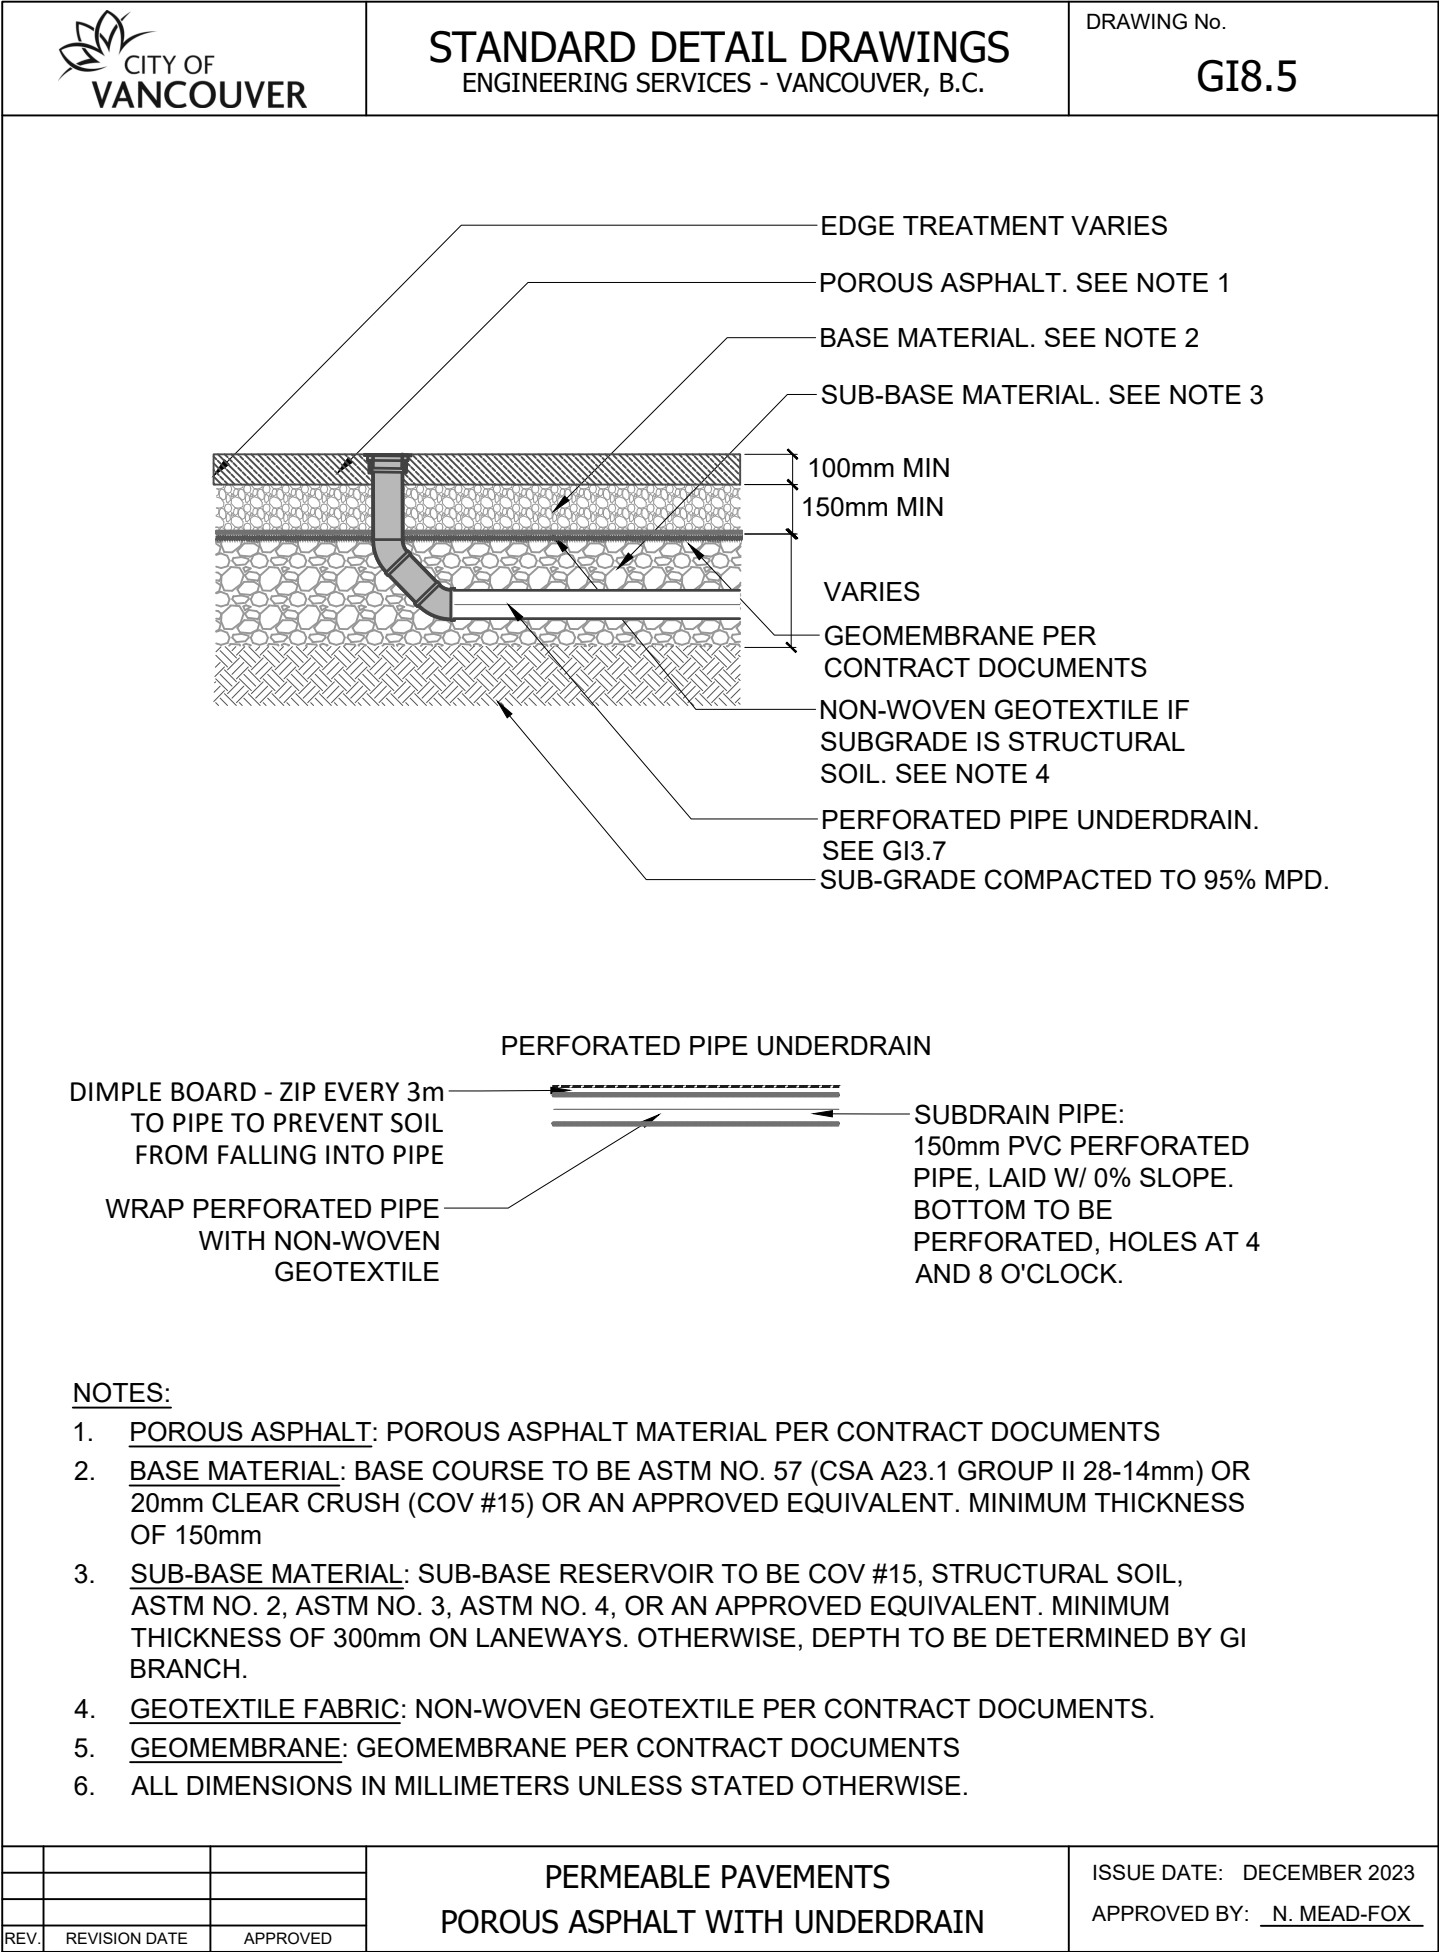 CITY OF
VANCOUVER
STANDARD DETAIL DRAWINGS
ENGINEERING SERVICES - VANCOUVER, B.C.
DRAWING No.
GI8.5
EDGE TREATMENT VARIES
POROUS ASPHALT. SEE NOTE 1
BASE MATERIAL. SEE NOTE 2
SUB-BASE MATERIAL. SEE NOTE 3
100mm MIN
150mm MIN
VARIES
GEOMEMBRANE PER
CONTRACT DOCUMENTS
NON-WOVEN GEOTEXTILE IF
SUBGRADE IS STRUCTURAL
SOIL. SEE NOTE 4
PERFORATED PIPE UNDERDRAIN.
SEE GI3.7
SUB-GRADE COMPACTED TO 95% MPD.
PERFORATED PIPE UNDERDRAIN
DIMPLE BOARD - ZIP EVERY 3m
TO PIPE TO PREVENT SOIL
FROM FALLING INTO PIPE
WRAP PERFORATED PIPE
WITH NON-WOVEN
GEOTEXTILE
SUBDRAIN PIPE:
150mm PVC PERFORATED
PIPE, LAID W/ 0% SLOPE.
BOTTOM TO BE
PERFORATED, HOLES AT 4
AND 8 O'CLOCK.
NOTES:
1. POROUS ASPHALT: POROUS ASPHALT MATERIAL PER CONTRACT DOCUMENTS
2. BASE MATERIAL: BASE COURSE TO BE ASTM NO. 57 (CSA A23.1 GROUP II 28-14mm) OR
20mm CLEAR CRUSH (COV #15) OR AN APPROVED EQUIVALENT. MINIMUM THICKNESS
OF 150mm
3. SUB-BASE MATERIAL: SUB-BASE RESERVOIR TO BE COV #15, STRUCTURAL SOIL,
ASTM NO. 2, ASTM NO. 3, ASTM NO. 4, OR AN APPROVED EQUIVALENT. MINIMUM
THICKNESS OF 300mm ON LANEWAYS. OTHERWISE, DEPTH TO BE DETERMINED BY GI
BRANCH.
4. GEOTEXTILE FABRIC: NON-WOVEN GEOTEXTILE PER CONTRACT DOCUMENTS.
5. GEOMEMBRANE: GEOMEMBRANE PER CONTRACT DOCUMENTS
6. ALL DIMENSIONS IN MILLIMETERS UNLESS STATED OTHERWISE.
REV. REVISION DATE APPROVED
PERMEABLE PAVEMENTS
POROUS ASPHALT WITH UNDERDRAIN
ISSUE DATE: DECEMBER 2023
APPROVED BY: N. MEAD-FOX